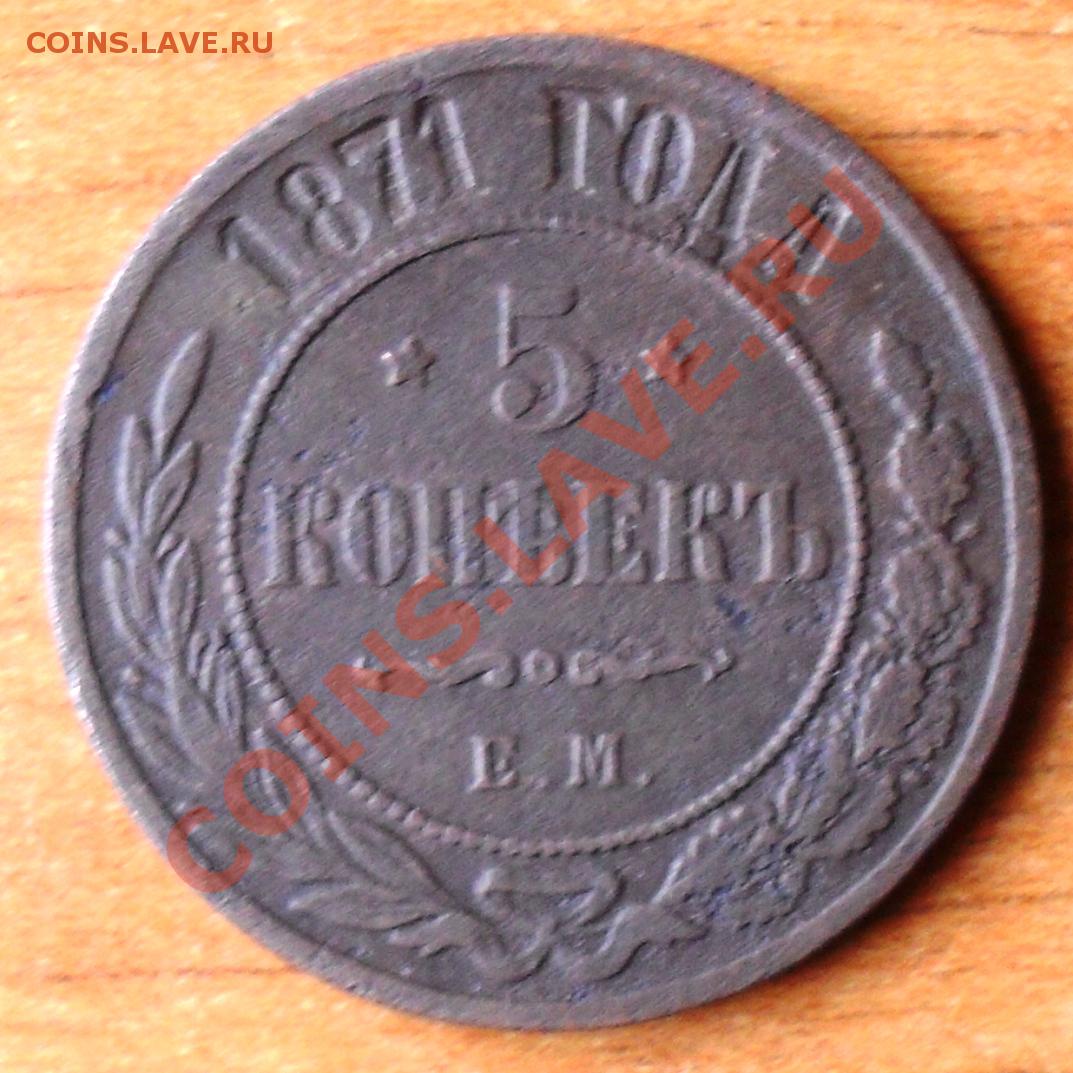 COINS.LAVE.RU
1871 ГОДА
5
КОПѢЕКЪ
Е.М.
COINS.LAVE.RU